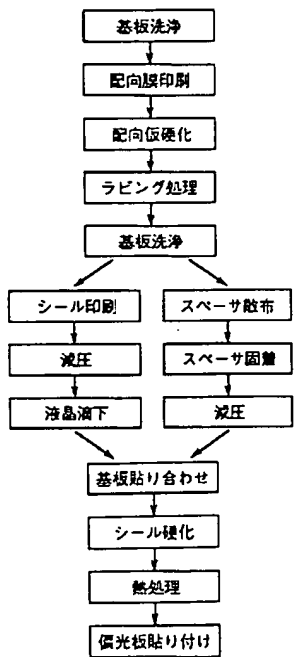 基板洗浄
配向膜印刷
配向仮硬化
ラビング処理
基板洗浄
シール印刷
減圧
液晶滴下
スペーサ散布
スペーサ固着
減圧
基板貼り合わせ
シール硬化
熱処理
偏光板貼り付け